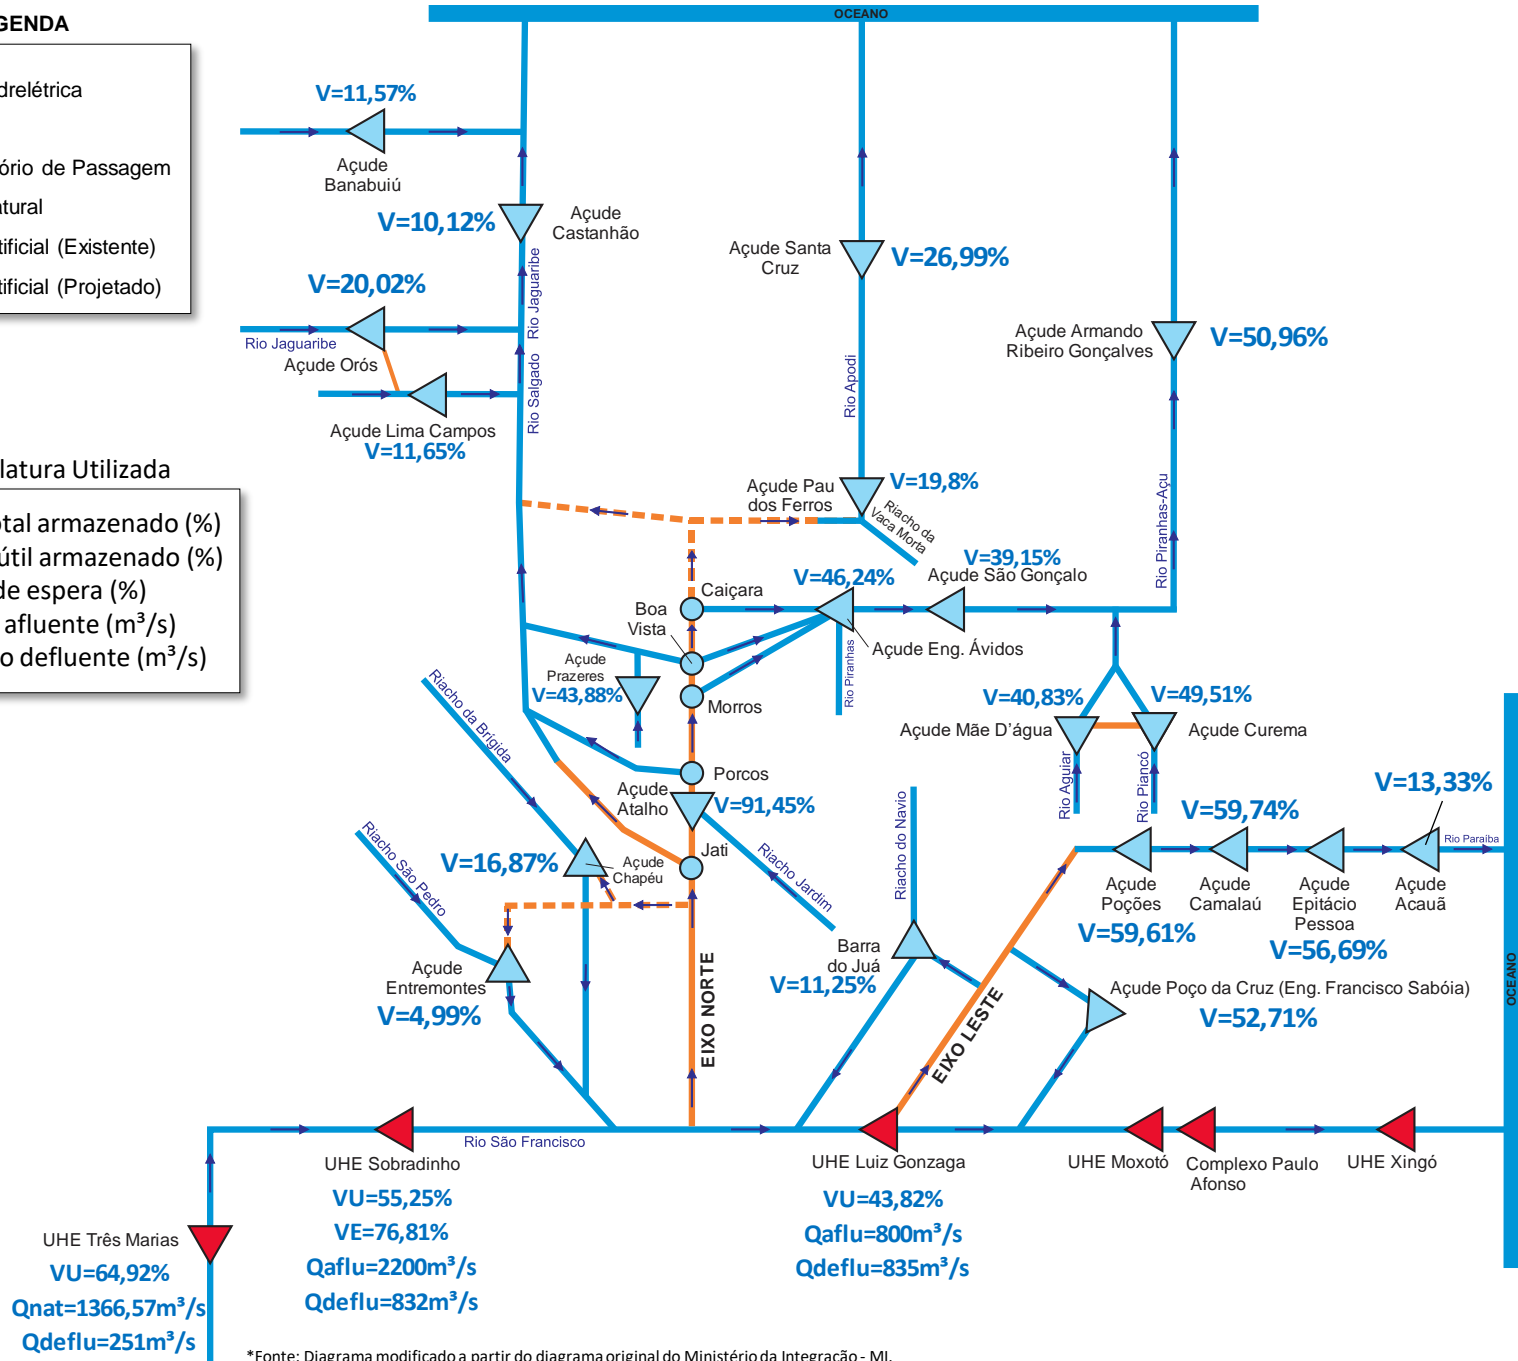 GENDA
drelétrica
ório de Passagem
atural
tificial (Existente)
tificial (Projetado)
latura Utilizada
otal armazenado (%)
útil armazenado (%)
de espera (%)
afluente (m³/s)
o defluente (m³/s)
OCEANO
V=11,57%
Açude
Banabuiú
V=10,12%
Açude
Castanhão
V=20,02%
Rio Jaguaribe
Açude Orós
Rio Jaguaribe
Rio Salgado
Açude Lima Campos
V=11,65%
Açude Santa
Cruz
V=26,99%
Rio Apodi
Açude Armando
Ribeiro Gonçalves
V=50,96%
Rio Piranhas-Açu
Açude Pau
dos Ferros
V=19,8%
Riacho da
Vaca Morta
V=39,15%
Açude São Gonçalo
V=46,24%
Açude Eng. Ávidos
Rio Piranhas
Caiçara
Boa
Vista
Morros
Açude
Prazeres
V=43,88%
Porcos
Açude
Atalho
V=91,45%
Jati
Riacho Jardim
Riacho da Brígida
V=16,87%
Açude
Chapéu
Riacho São Pedro
Açude
Entremontes
V=4,99%
EIXO NORTE
V=40,83%
Açude Mãe D'água
Rio Aguiar
V=49,51%
Açude Curema
Rio Piancó
V=13,33%
V=59,74%
Rio Paraíba
Açude
Poções
V=59,61%
Açude
Camalaú
Açude
Epitácio
Pessoa
V=56,69%
Açude
Acauã
Riacho do Navio
Barra
do Juá
V=11,25%
EIXO LESTE
Açude Poço da Cruz (Eng. Francisco Sabóia)
V=52,71%
OCEANO
Rio São Francisco
UHE Sobradinho
VU=55,25%
VE=76,81%
Qaflu=2200m³/s
Qdeflu=832m³/s
UHE Luiz Gonzaga
VU=43,82%
Qaflu=800m³/s
Qdeflu=835m³/s
UHE Moxotó
Complexo Paulo
Afonso
UHE Xingó
UHE Três Marias
VU=64,92%
Qnat=1366,57m³/s
Qdeflu=251m³/s
*Fonte: Diagrama modificado a partir do diagrama original do Ministério da Integração - MI.